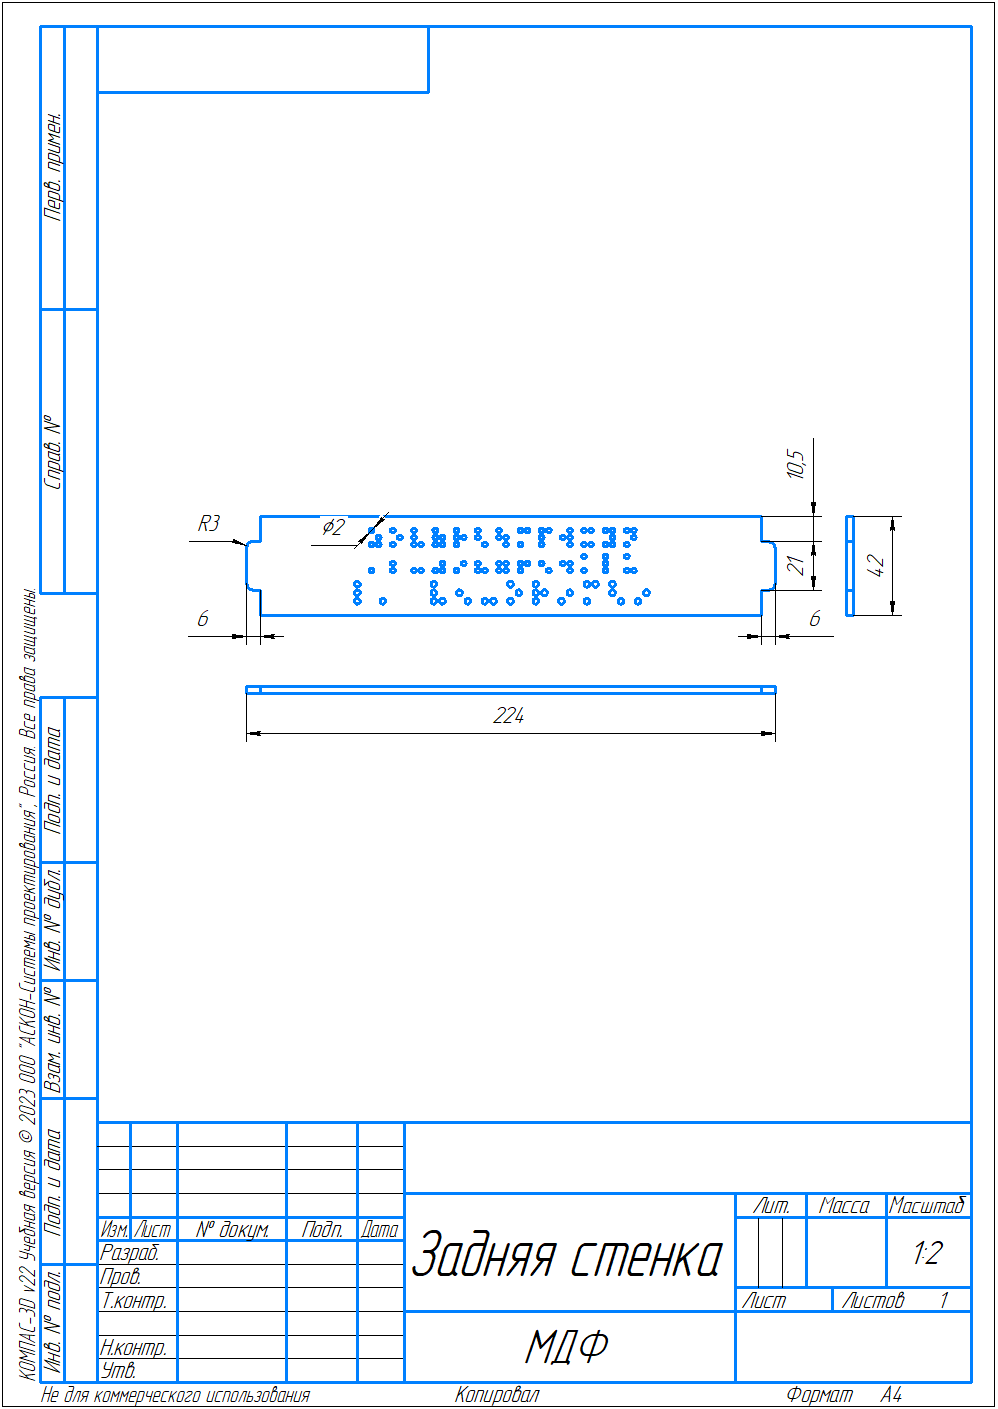 Перв. примен.
Справ. №
Подп. и дата
Инв. № дубл.
Взам. инв. №
Подп. и дата
Инв. № подл.
КОМПАС-3D v22 Учебная версия © 2023 ООО "АСКОН-Системы проектирования", Россия. Все права защищены.
R3
⌀2
10,5
21
42
6
6
224
Изм. Лист № докум. Подп. Дата
Разраб.
Пров.
Т.контр.
Н.контр.
Утв.
Задняя стенка
МДФ
Лит. Масса Масштаб
1:2
Лист Листов 1
Не для коммерческого использования Копировал Формат А4